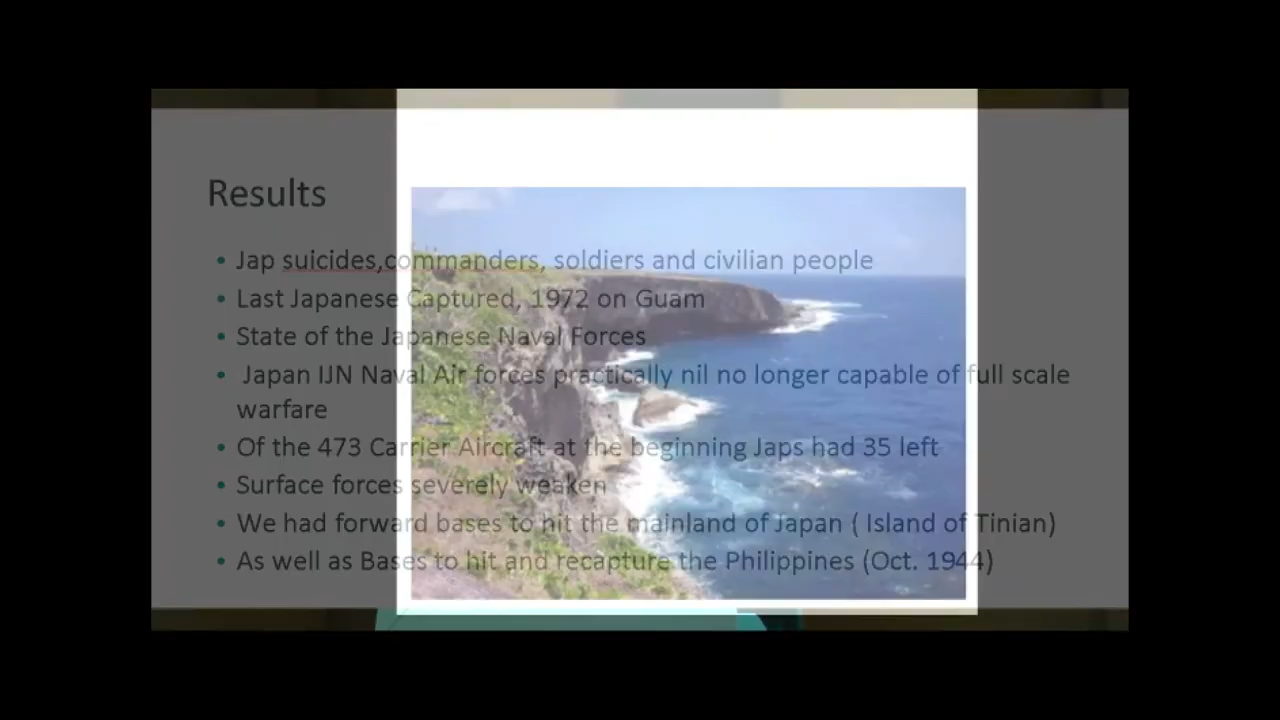 Results
• Jap suicides,commanders, soldiers and civilian people
• Last Japanese Captured, 1972 on Guam
• State of the Japanese Naval Forces
• Japan IJN Naval Air forces practically nil no longer capable of full scale
warfare
• Of the 473 Carrier Aircraft at the beginning Japs had 35 left
• Surface forces severely weaken
• We had forward bases to hit the mainland of Japan ( Island of Tinian)
• As well as Bases to hit and recapture the Philippines (Oct. 1944)